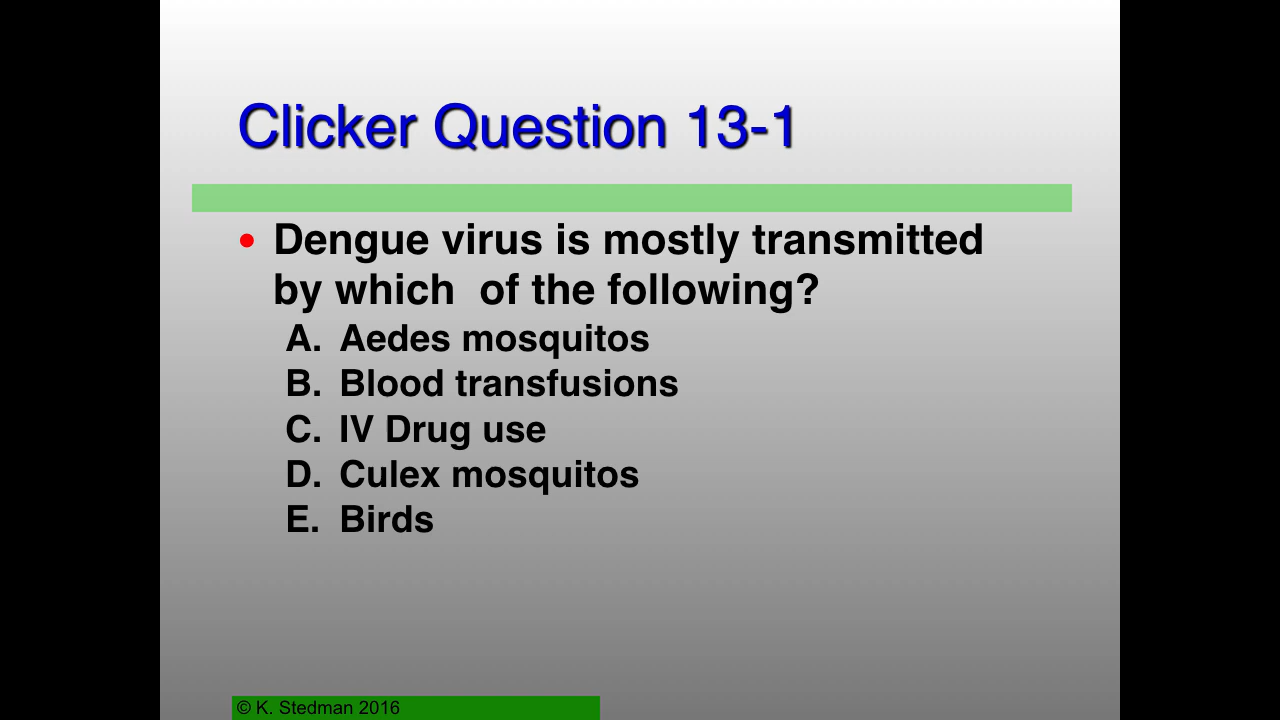 Clicker Question 13-1
• Dengue virus is mostly transmitted
by which  of the following?
A. Aedes mosquitos
B. Blood transfusions
C. IV Drug use
D. Culex mosquitos
E. Birds
© K. Stedman 2016